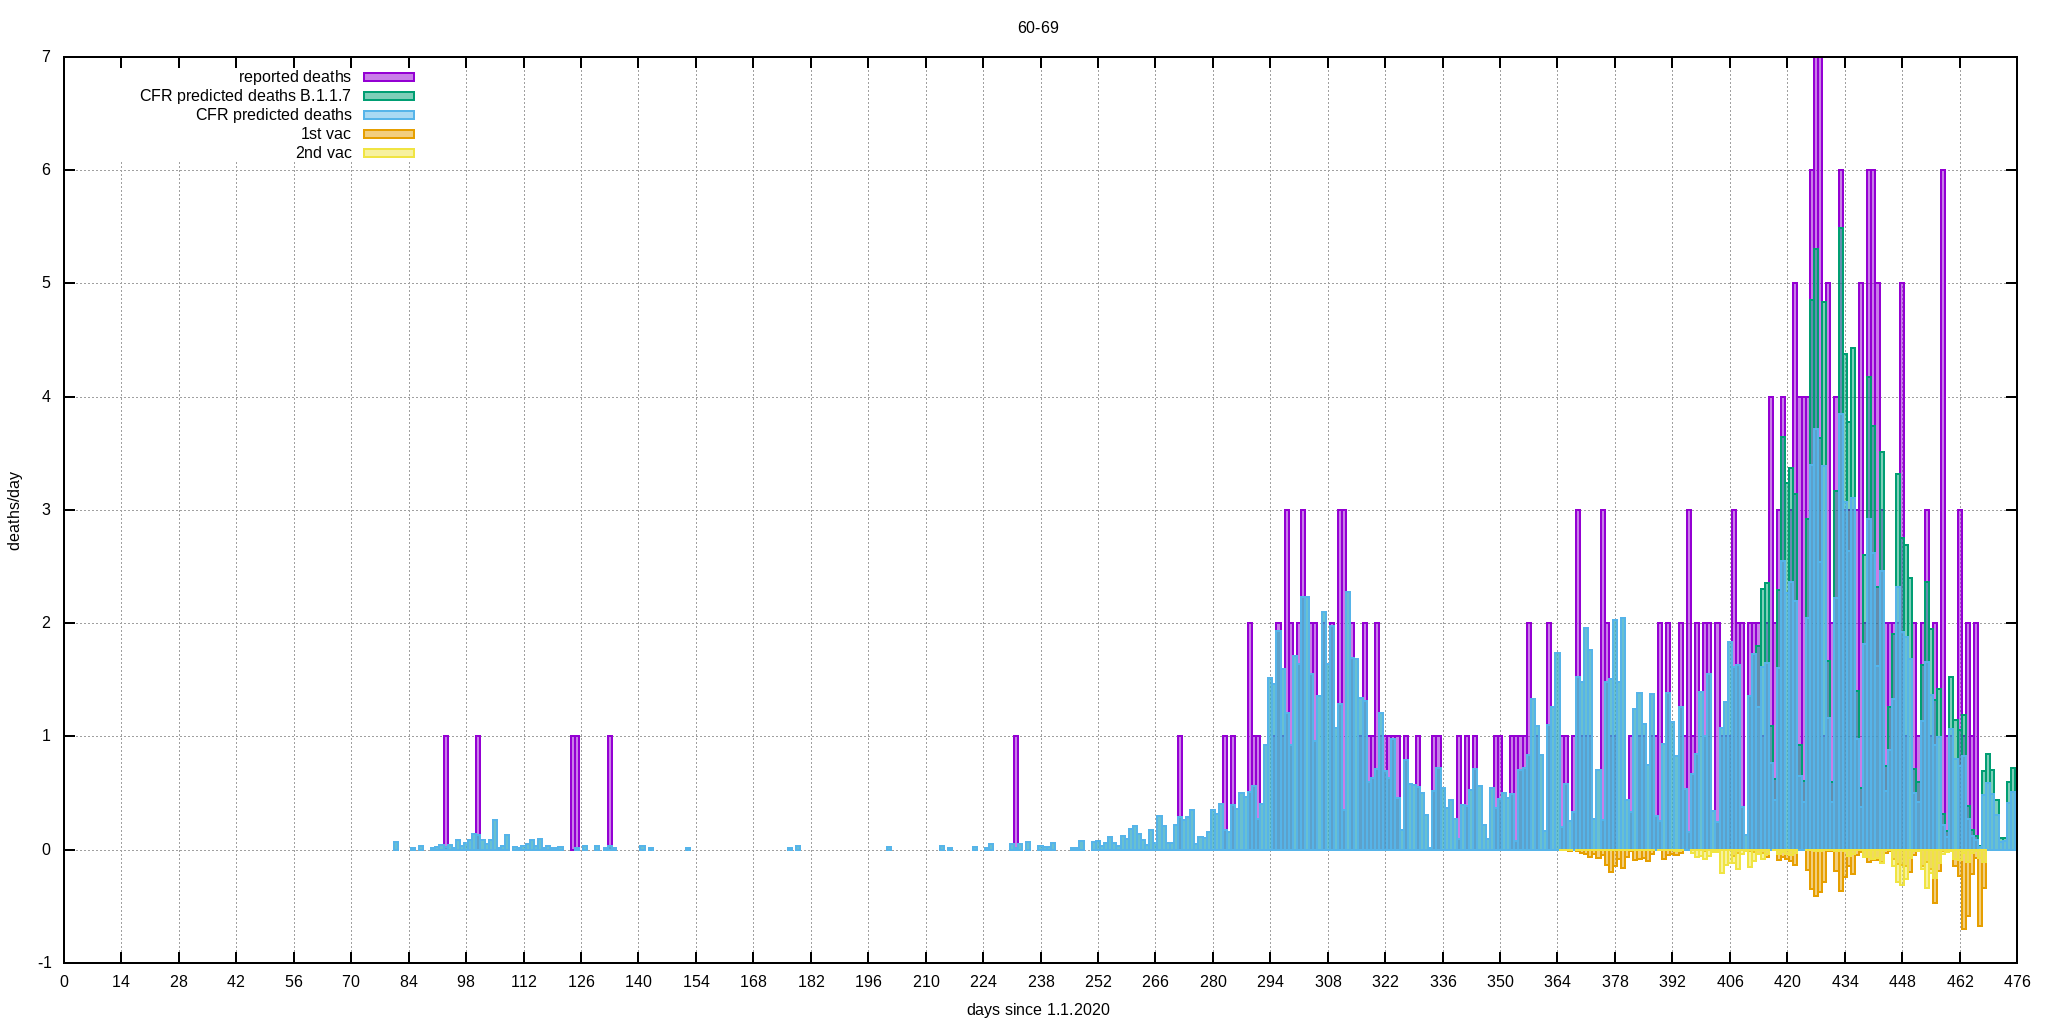 60-69
reported deaths
CFR predicted deaths B.1.1.7
CFR predicted deaths
1st vac
2nd vac
7
6
5
4
3
2
1
0
-1
deaths/day
0 14 28 42 56 70 84 98 112 126 140 154 168 182 196 210 224 238 252 266 280 294 308 322 336 350 364 378 392 406 420 434 448 462 476
days since 1.1.2020